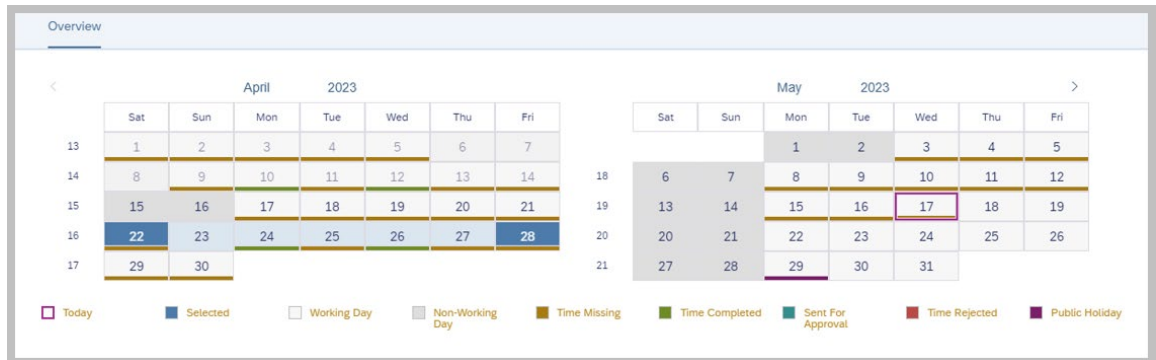 Overview
< April 2023
Sat Sun Mon Tue Wed Thu Fri
13 1 2 3 4 5 6 7
14 8 9 10 11 12 13 14
15 15 16 17 18 19 20 21
16 22 23 24 25 26 27 28
17 29 30
May 2023 >
Sat Sun Mon Tue Wed Thu Fri
1 2 3 4 5
18 6 7 8 9 10 11 12
19 13 14 15 16 17 18 19
20 20 21 22 23 24 25 26
21 27 28 29 30 31
Today Selected Working Day Non-Working Day Time Missing Time Completed Sent For Approval Time Rejected Public Holiday